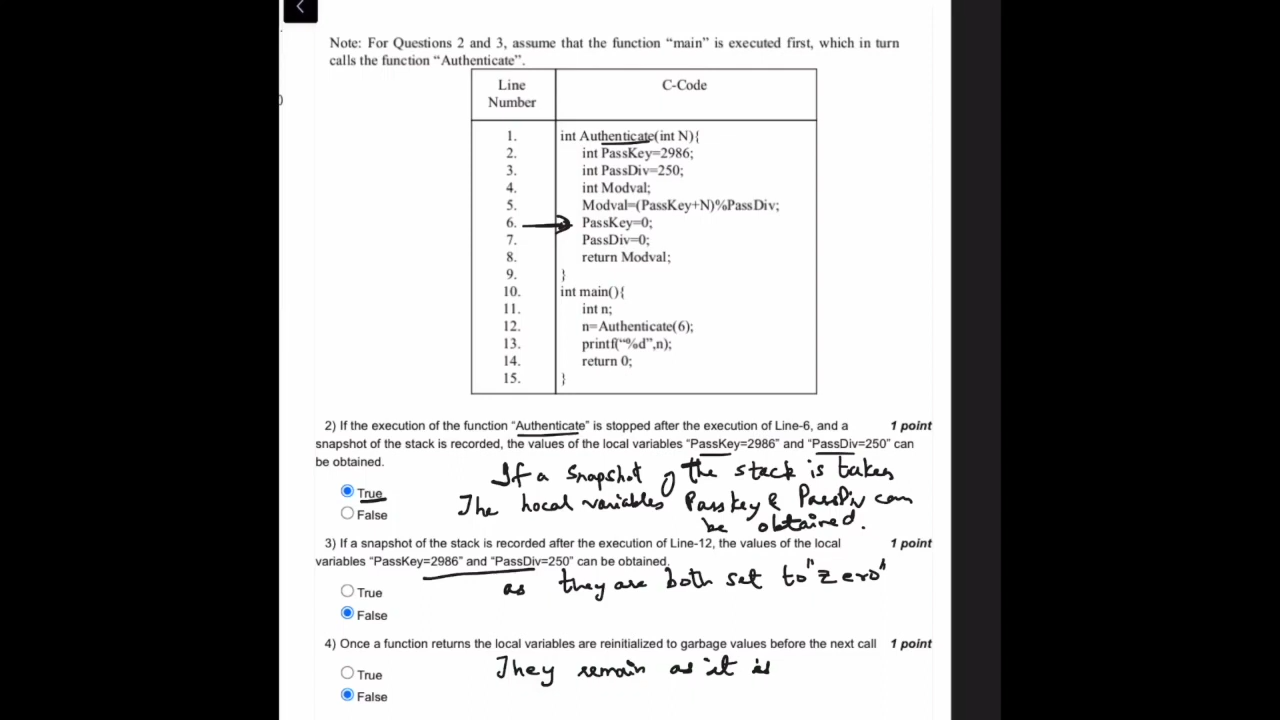 Note: For Questions 2 and 3, assume that the function “main” is executed first, which in turn
calls the function “Authenticate”.
Line Number C-Code
1. int Authenticate(int N){
2. int PassKey=2986;
3. int PassDiv=250;
4. int Modval;
5. Modval=(PassKey+N)%PassDiv;
6. PassKey=0;
7. PassDiv=0;
8. return Modval;
9. }
10. int main(){
11. int n;
12. n=Authenticate(6);
13. printf(“%d”,n);
14. return 0;
15. }
2) If the execution of the function “Authenticate” is stopped after the execution of Line-6, and a 1 point
snapshot of the stack is recorded, the values of the local variables “PassKey=2986” and “PassDiv=250” can
be obtained.
If a snapshot of the stack is taken
True
The local variables PassKey & PassDiv can
be obtained.
False
3) If a snapshot of the stack is recorded after the execution of Line-12, the values of the local 1 point
variables “PassKey=2986” and “PassDiv=250” can be obtained.
as they are both set to "zero"
True
False
4) Once a function returns the local variables are reinitialized to garbage values before the next call 1 point
They remain as it is
True
False